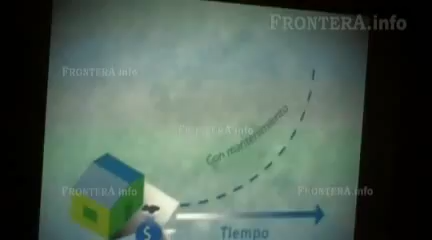 FRONTERA.info
FRONTERA.info
FRONTERA.info
Con mantenimiento
FRONTERA.info
FRONTERA.info
$
Tiempo